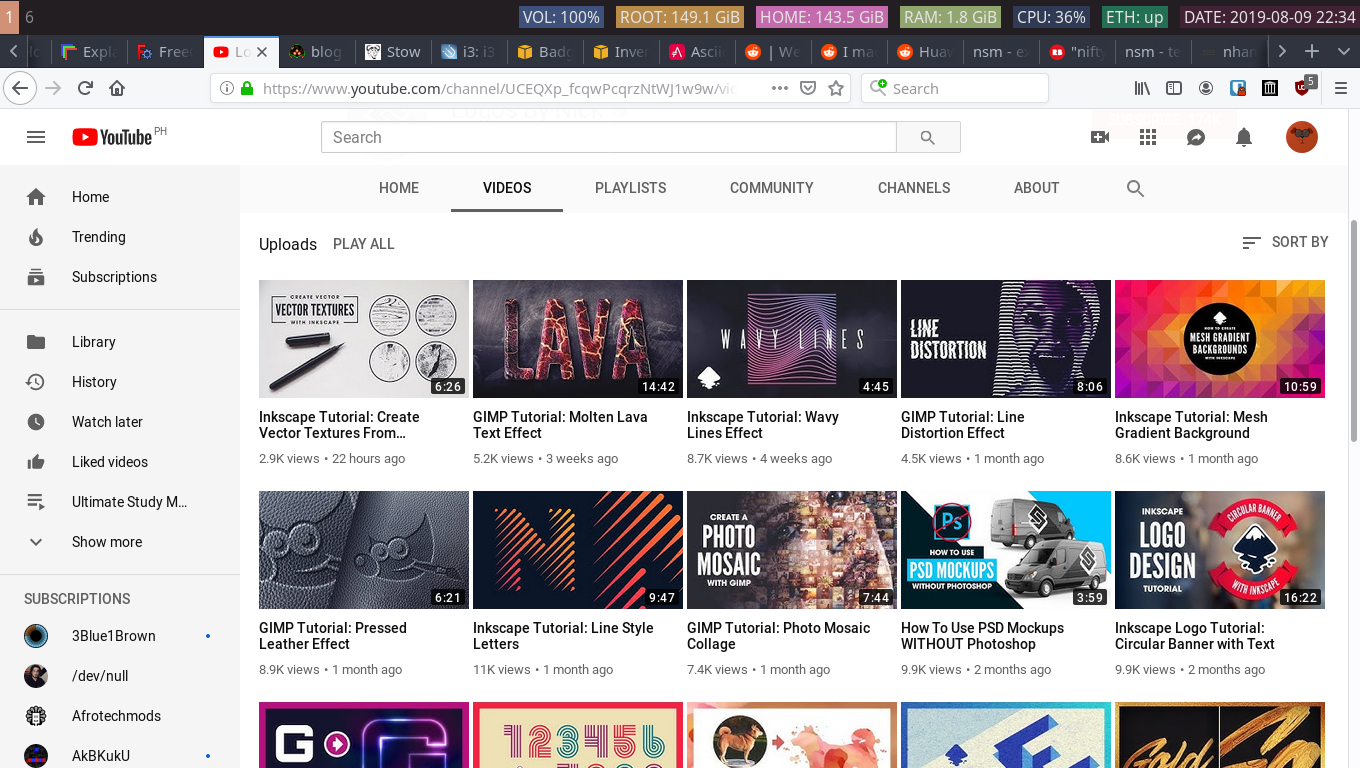 1 6 VOL: 100% ROOT: 149.1 GiB HOME: 143.5 GiB RAM: 1.8 GiB CPU: 36% ETH: up DATE: 2019-08-09 22:34
Expla Free Lo blog Stow i3: i3 Badg Inve Ascii | We I ma Hua nsm - e "nifty nsm - te nham
https://www.youtube.com/channel/UCEQXp_fcqwPcqrzNtWJ1w9w/vi ••• Search 5
YouTube PH Search
HOME VIDEOS PLAYLISTS COMMUNITY CHANNELS ABOUT
Home
Trending
Subscriptions
Library
History
Watch later
Liked videos
Ultimate Study M...
Show more
SUBSCRIPTIONS
3Blue1Brown
/dev/null
Afrotechmods
AkBKukU
Uploads PLAY ALL SORT BY
CREATE VECTOR
VECTOR TEXTURES
WITH INKSCAPE
6:26
LAVA
14:42
WAVY LINES
4:45
LINE
DISTORTION
8:06
HOW TO CREATE
MESH GRADIENT
BACKGROUNDS
WITH INKSCAPE
10:59
Inkscape Tutorial: Create
Vector Textures From...
2.9K views • 22 hours ago
GIMP Tutorial: Molten Lava
Text Effect
5.2K views • 3 weeks ago
Inkscape Tutorial: Wavy
Lines Effect
8.7K views • 4 weeks ago
GIMP Tutorial: Line
Distortion Effect
4.5K views • 1 month ago
Inkscape Tutorial: Mesh
Gradient Background
8.6K views • 1 month ago
6:21
N
9:47
CREATE A
PHOTO
MOSAIC
WITH GIMP
7:44
Ps
HOW TO USE
PSD MOCKUPS
WITHOUT PHOTOSHOP
3:59
INKSCAPE
LOGO
DESIGN
TUTORIAL
CIRCULAR BANNER
WITH INKSCAPE
16:22
GIMP Tutorial: Pressed
Leather Effect
8.9K views • 1 month ago
Inkscape Tutorial: Line Style
Letters
11K views • 1 month ago
GIMP Tutorial: Photo Mosaic
Collage
7.4K views • 1 month ago
How To Use PSD Mockups
WITHOUT Photoshop
9.9K views • 2 months ago
Inkscape Logo Tutorial:
Circular Banner with Text
9.9K views • 2 months ago
G G
123456
Gold